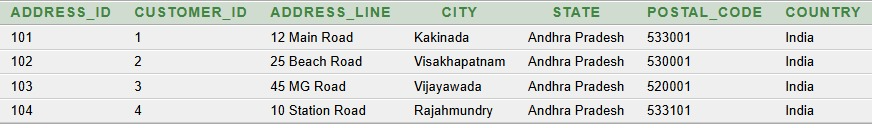 ADDRESS_ID CUSTOMER_ID ADDRESS_LINE CITY STATE POSTAL_CODE COUNTRY
101 1 12 Main Road Kakinada Andhra Pradesh 533001 India
102 2 25 Beach Road Visakhapatnam Andhra Pradesh 530001 India
103 3 45 MG Road Vijayawada Andhra Pradesh 520001 India
104 4 10 Station Road Rajahmundry Andhra Pradesh 533101 India